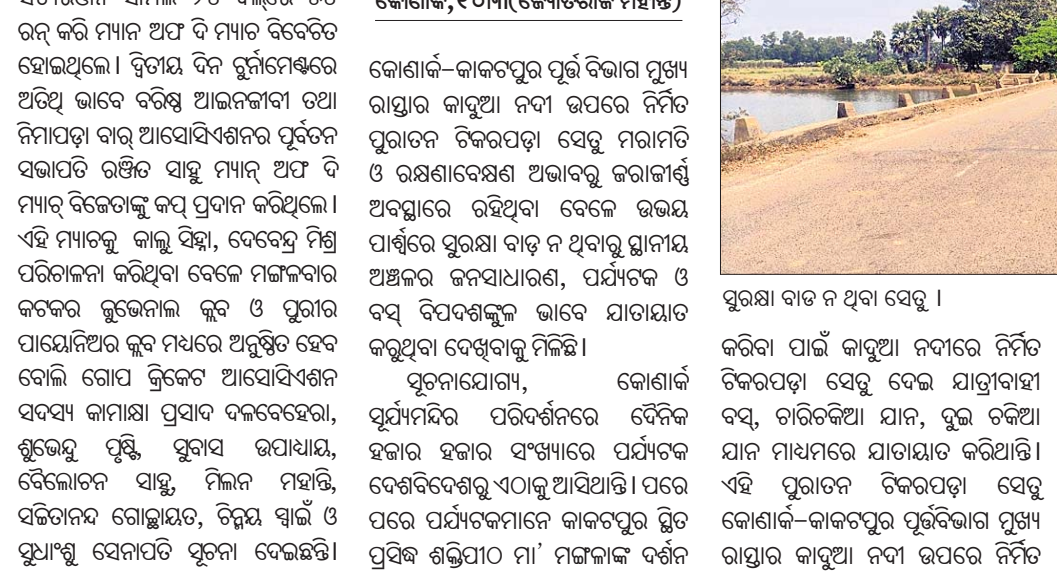 ରନ୍ କରି ମ୍ୟାନ ଅଫ ଦି ମ୍ୟାଚ ବିବେଚିତ
ହୋଇଥିଲେ। ଦ୍ୱିତୀୟ ଦିନ ଟୁର୍ନାମେଣ୍ଟରେ
ଅତିଥି ଭାବେ ବରିଷ୍ଠ ଆଇନଜୀବୀ ତଥା
ନିମାପଡ଼ା ବାର୍ ଆସୋସିଏଶନର ପୂର୍ବତନ
ସଭାପତି ରଞ୍ଜିତ ସାହୁ ମ୍ୟାନ୍ ଅଫ ଦି
ମ୍ୟାଚ୍ ବିଜେତାଙ୍କୁ କପ୍ ପ୍ରଦାନ କରିଥିଲେ।
ଏହି ମ୍ୟାଚକୁ କାଲୁ ସିହ୍ନା, ଦେବେନ୍ଦ୍ର ମିଶ୍ର
ପରିଚାଳନା କରିଥିବା ବେଳେ ମଙ୍ଗଳବାର
କଟକର ଜୁଭେନାଲ କ୍ଲବ ଓ ପୁରୀର
ପାୟୋନିଅର କ୍ଲବ ମଧ୍ୟରେ ଅନୁଷ୍ଠିତ ହେବ
ବୋଲି ଗୋପ କ୍ରିକେଟ ଆସୋସିଏଶନ
ସଦସ୍ୟ କାମାକ୍ଷା ପ୍ରସାଦ ଦଳବେହେରା,
ଶୁଭେନ୍ଦୁ ପୃଷ୍ଟି, ସୁବାସ ଉପାଧ୍ୟାୟ,
ବୈଲୋଚନ ସାହୁ, ମିଲନ ମହାନ୍ତି,
ସଚ୍ଚିତାନନ୍ଦ ଗୋଚ୍ଛାୟତ, ଚିନ୍ମୟ ସ୍ୱାଇଁ ଓ
ସୁଧାଂଶୁ ସେନାପତି ସୂଚନା ଦେଇଛନ୍ତି।
କୋଣାର୍କ–କାକଟପୁର ପୂର୍ତ୍ତ ବିଭାଗ ମୁଖ୍ୟ
ରାସ୍ତାର କାଦୁଆ ନଦୀ ଉପରେ ନିର୍ମିତ
ପୁରାତନ ଟିକରପଡ଼ା ସେତୁ ମରାମତି
ଓ ରକ୍ଷଣାବେକ୍ଷଣ ଅଭାବରୁ ଜରାଜୀର୍ଣ୍ଣ
ଅବସ୍ଥାରେ ରହିଥିବା ବେଳେ ଉଭୟ
ପାର୍ଶ୍ୱରେ ସୁରକ୍ଷା ବାଡ଼ ନ ଥିବାରୁ ସ୍ଥାନୀୟ
ଅଞ୍ଚଳର ଜନସାଧାରଣ, ପର୍ଯ୍ୟଟକ ଓ
ବସ୍ ବିପଦଶଙ୍କୁଳ ଭାବେ ଯାତାୟାତ
କରୁଥିବା ଦେଖିବାକୁ ମିଳିଛି।
ସୂଚନାଯୋଗ୍ୟ, କୋଣାର୍କ
ସୂର୍ଯ୍ୟମନ୍ଦିର ପରିଦର୍ଶନରେ ଦୈନିକ
ହଜାର ହଜାର ସଂଖ୍ୟାରେ ପର୍ଯ୍ୟଟକ
ଦେଶବିଦେଶରୁ ଏଠାକୁ ଆସିଥାନ୍ତି। ପରେ
ପରେ ପର୍ଯ୍ୟଟକମାନେ କାକଟପୁର ସ୍ଥିତ
ପ୍ରସିଦ୍ଧ ଶକ୍ତିପୀଠ ମା' ମଙ୍ଗଳାଙ୍କ ଦର୍ଶନ
ସୁରକ୍ଷା ବାଡ ନ ଥିବା ସେତୁ ।
କରିବା ପାଇଁ କାଦୁଆ ନଦୀରେ ନିର୍ମିତ
ଟିକରପଡ଼ା ସେତୁ ଦେଇ ଯାତ୍ରୀବାହୀ
ବସ୍, ଚାରିଚକିଆ ଯାନ, ଦୁଇ ଚକିଆ
ଯାନ ମାଧ୍ୟମରେ ଯାତାୟାତ କରିଥାନ୍ତି।
ଏହି ପୁରାତନ ଟିକରପଡ଼ା ସେତୁ
କୋଣାର୍କ–କାକଟପୁର ପୂର୍ତ୍ତବିଭାଗ ମୁଖ୍ୟ
ରାସ୍ତାର କାଦୁଆ ନଦୀ ଉପରେ ନିର୍ମିତ